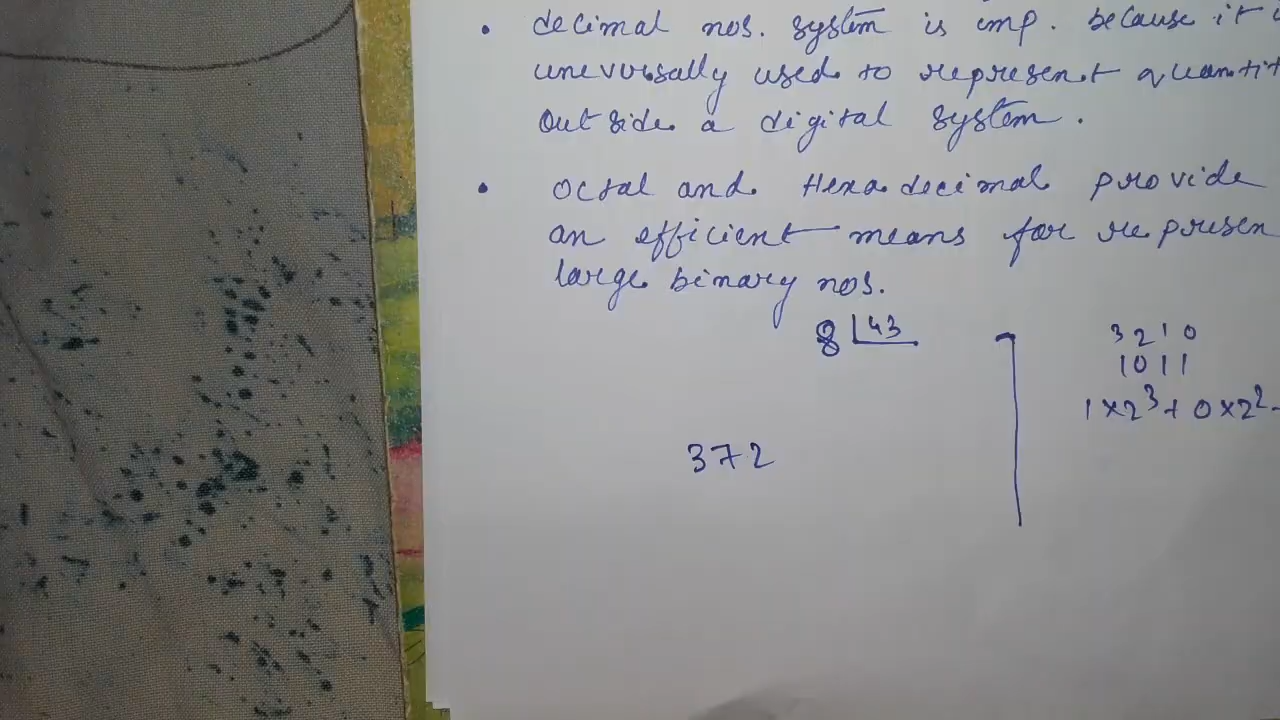 • decimal nos. system is imp. because it
universally used to represent quantit
outside a digital system.
• Octal and Hexadecimal provide
an efficient means for represen
large binary nos.
8 43
3 2 1 0
1 0 1 1
1 × 2³ + 0 × 2²
372